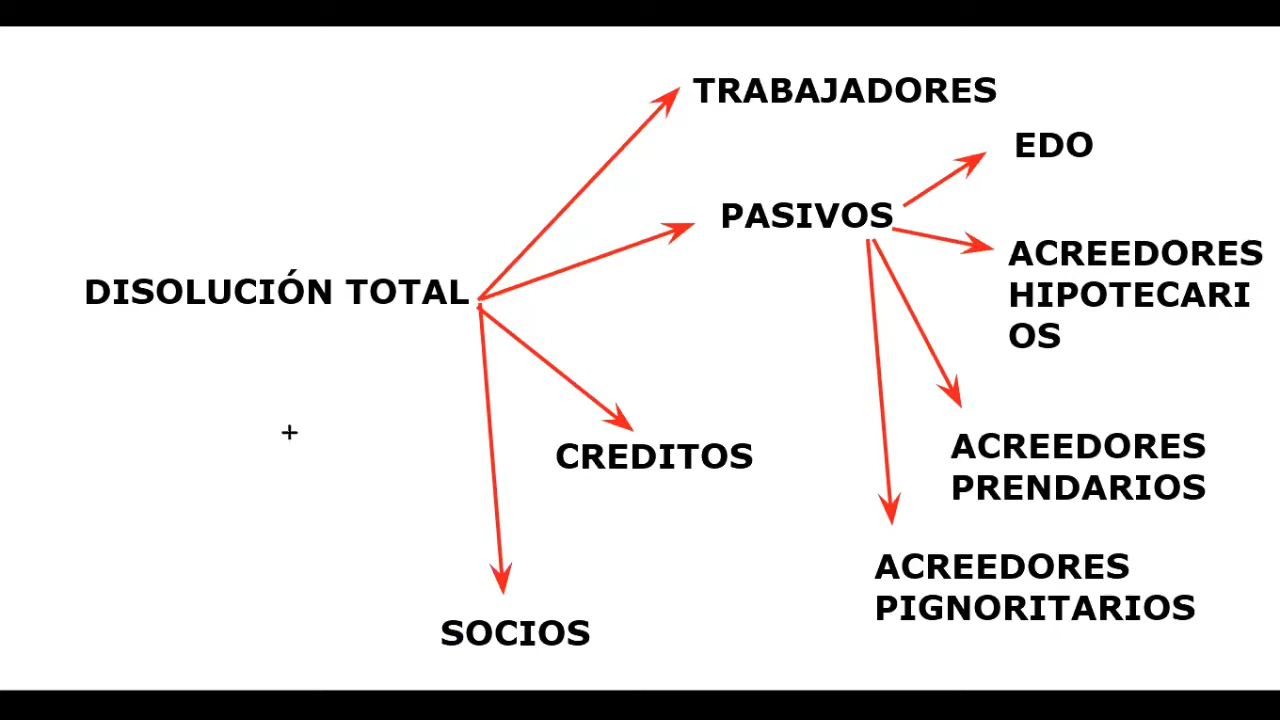 TRABAJADORES
EDO
PASIVOS
ACREEDORES
HIPOTECARI
OS
DISOLUCIÓN TOTAL
CREDITOS
ACREEDORES
PRENDARIOS
ACREEDORES
PIGNORITARIOS
SOCIOS